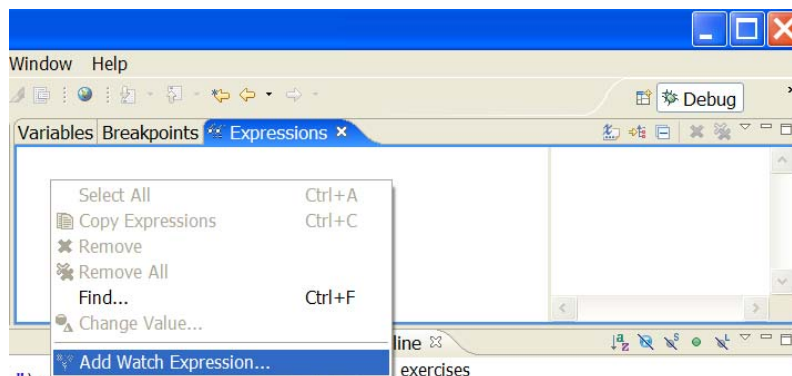 Window Help
Debug
Variables Breakpoints Expressions
Select All Ctrl+A
Copy Expressions Ctrl+C
Remove
Remove All
Find... Ctrl+F
Change Value...
line
Add Watch Expression...
exercises